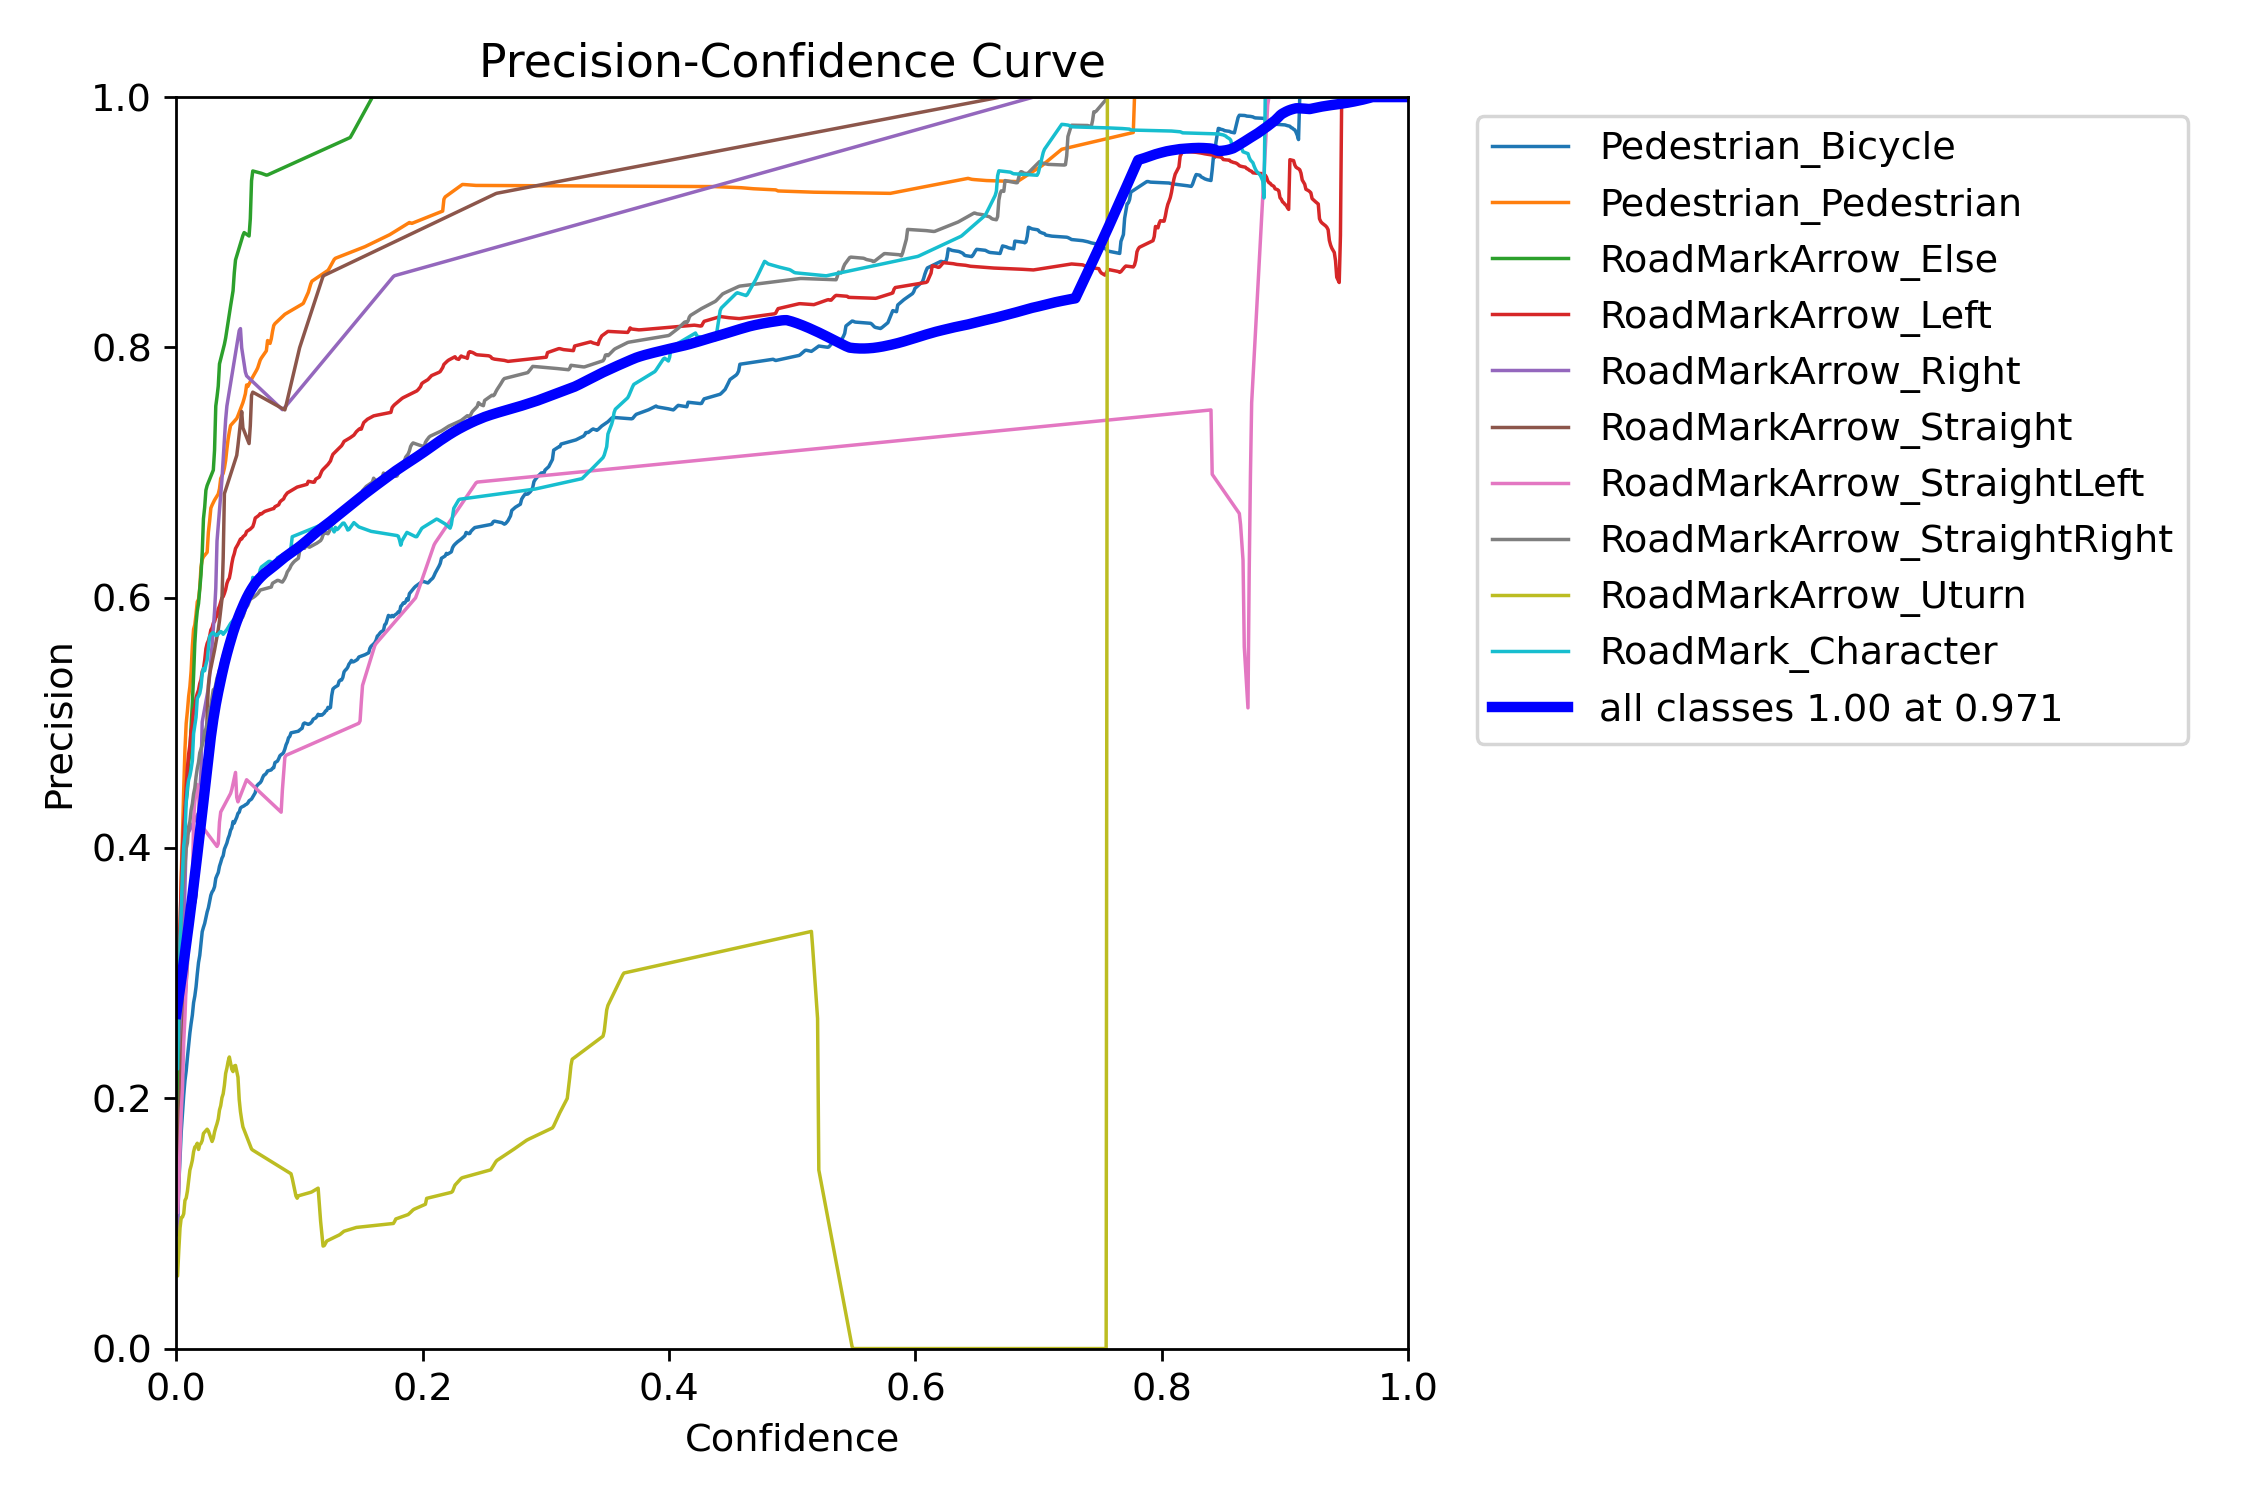 Precision-Confidence Curve
1.0
0.8
0.6
0.4
0.2
0.0
Precision
0.0 0.2 0.4 0.6 0.8 1.0
Confidence
Pedestrian_Bicycle
Pedestrian_Pedestrian
RoadMarkArrow_Else
RoadMarkArrow_Left
RoadMarkArrow_Right
RoadMarkArrow_Straight
RoadMarkArrow_StraightLeft
RoadMarkArrow_StraightRight
RoadMarkArrow_Uturn
RoadMark_Character
all classes 1.00 at 0.971